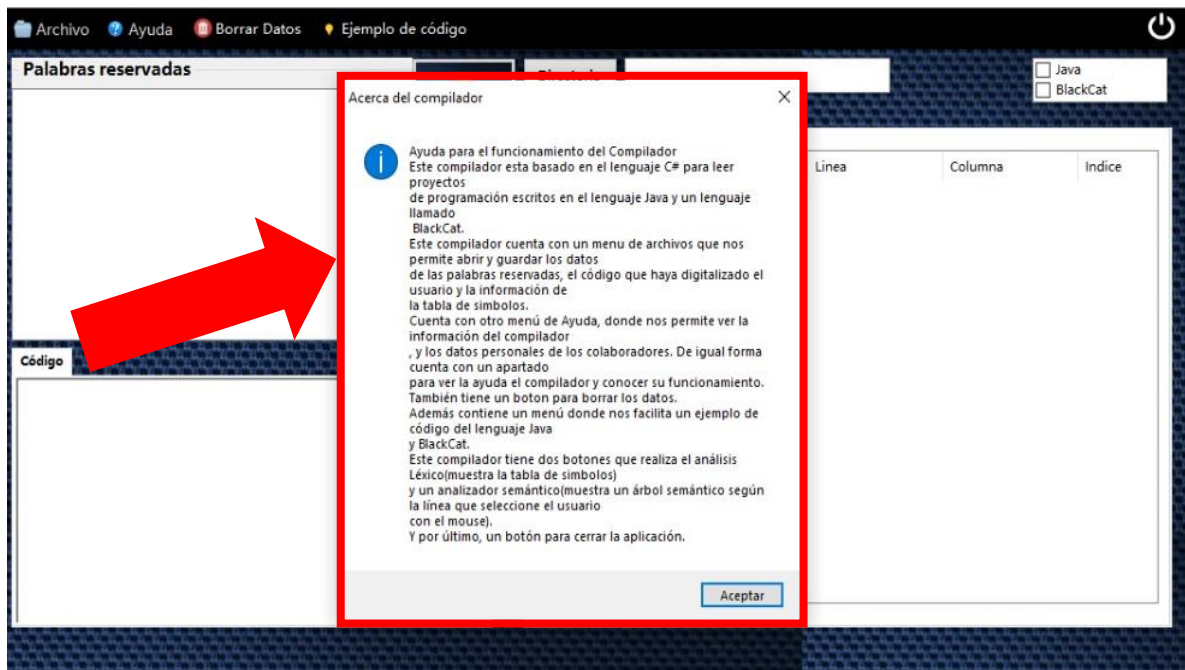 Archivo Ayuda Borrar Datos Ejemplo de código
Palabras reservadas
Java
BlackCat
Acerca del compilador
Linea Columna Indice
Ayuda para el funcionamiento del Compilador
Este compilador esta basado en el lenguaje C# para leer
proyectos
de programación escritos en el lenguaje Java y un lenguaje
llamado
BlackCat.
Este compilador cuenta con un menu de archivos que nos
permite abrir y guardar los datos
de las palabras reservadas, el código que haya digitalizado el
usuario y la información de
la tabla de simbolos.
Cuenta con otro menú de Ayuda, donde nos permite ver la
información del compilador
, y los datos personales de los colaboradores. De igual forma
cuenta con un apartado
para ver la ayuda el compilador y conocer su funcionamiento.
También tiene un boton para borrar los datos.
Además contiene un menú donde nos facilita un ejemplo de
código del lenguaje Java
y BlackCat.
Este compilador tiene dos botones que realiza el análisis
Léxico(muestra la tabla de simbolos)
y un analizador semántico(muestra un árbol semántico según
la línea que seleccione el usuario
con el mouse).
Y por último, un botón para cerrar la aplicación.
Aceptar
Código